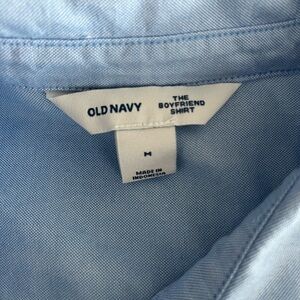 OLD NAVY
THE
BOYFRIEND
SHIRT
M
MADE IN
INDONESIA